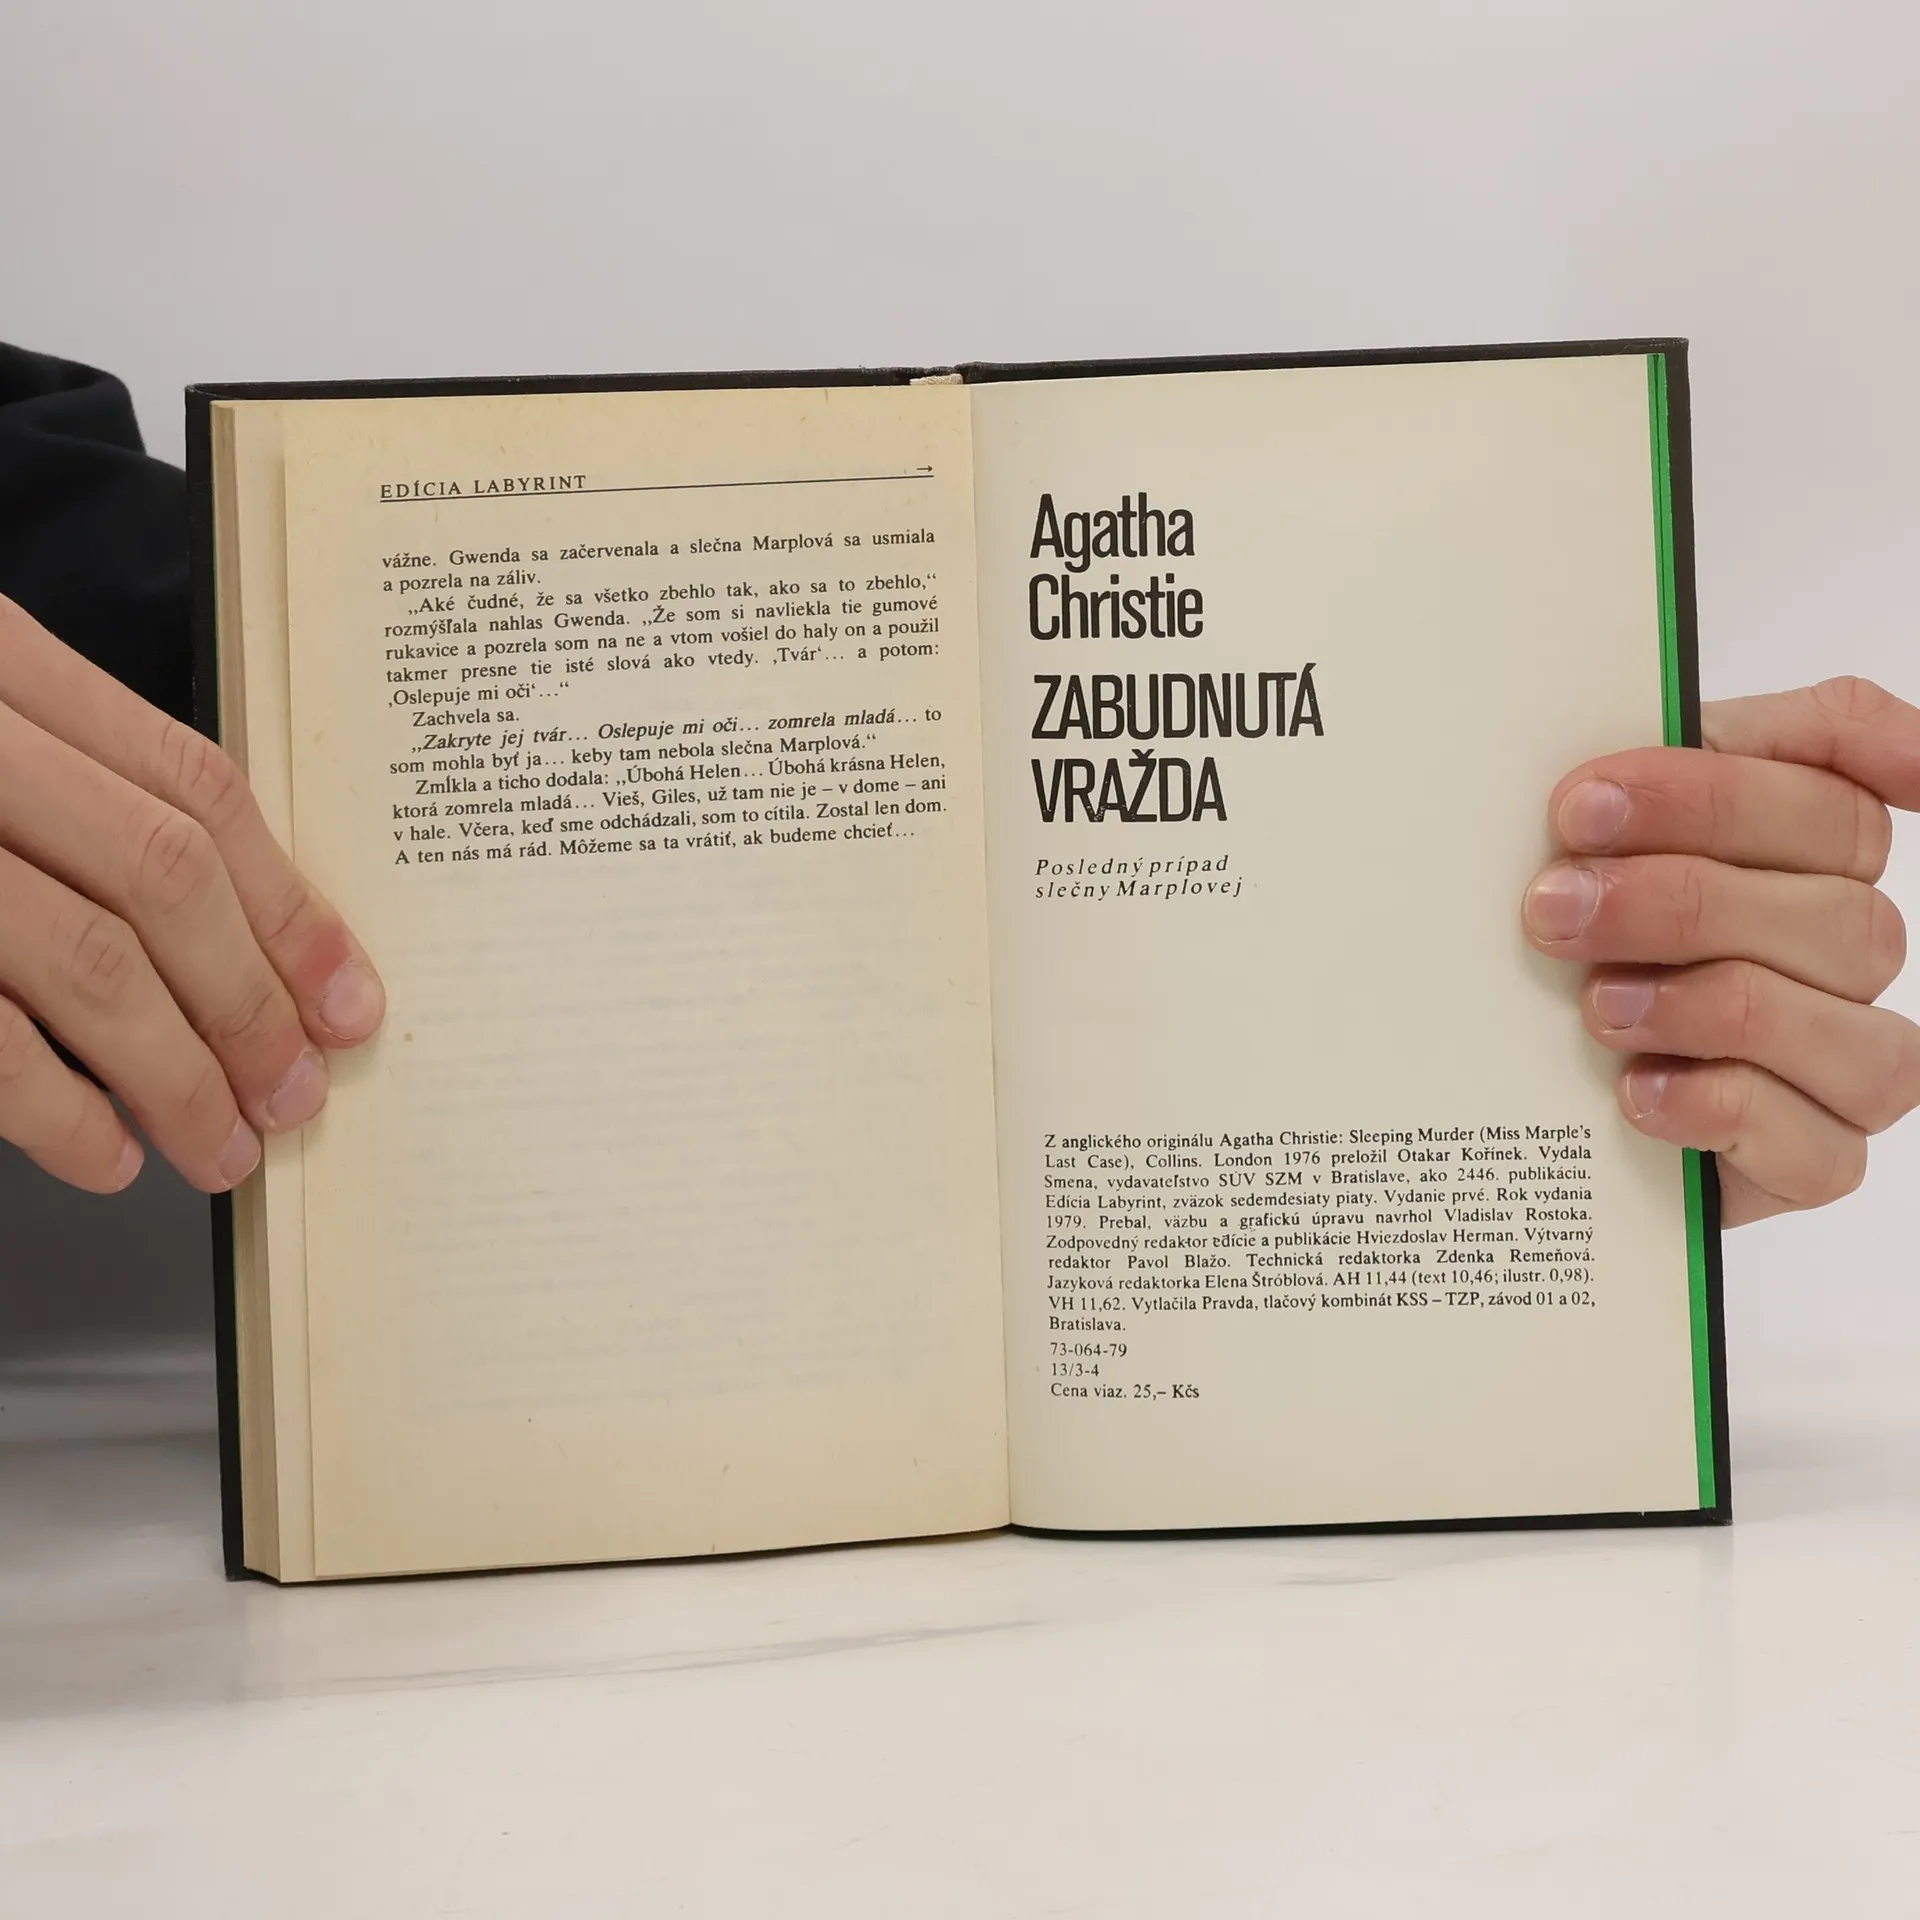 EDÍCIA LABYRINT →
vážne. Gwenda sa začervenala a slečna Marplová sa usmiala
a pozrela na záliv.
„Aké čudné, že sa všetko zbehlo tak, ako sa to zbehlo,“
rozmýšľala nahlas Gwenda. „Že som si navliekla tie gumové
rukavice a pozrela som na ne a vtom vošiel do haly on a použil
takmer presne tie isté slová ako vtedy. ‚Tvár‘... a potom:
‚Oslepuje mi oči‘...“
Zachvela sa.
„Zakryte jej tvár... Oslepuje mi oči... zomrela mladá... to
som mohla byť ja... keby tam nebola slečna Marplová.“
Zmĺkla a ticho dodala: „Úbohá Helen... Úbohá krásna Helen,
ktorá zomrela mladá... Vieš, Giles, už tam nie je – v dome – ani
v hale. Včera, keď sme odchádzali, som to cítila. Zostal len dom.
A ten nás má rád. Môžeme sa ta vrátiť, ak budeme chcieť...
Agatha
Christie
ZABUDNUTÁ
VRAŽDA
Posledný prípad
slečny Marplovej
Z anglického originálu Agatha Christie: Sleeping Murder (Miss Marple's
Last Case), Collins. London 1976 preložil Otakar Kořínek. Vydala
Smena, vydavateľstvo SÚV SZM v Bratislave, ako 2446. publikáciu.
Edícia Labyrint, zväzok sedemdesiaty piaty. Vydanie prvé. Rok vydania
1979. Prebal, väzbu a grafickú úpravu navrhol Vladislav Rostoka.
Zodpovedný redaktor edície a publikácie Hviezdoslav Herman. Výtvarný
redaktor Pavol Blažo. Technická redaktorka Zdenka Remeňová.
Jazyková redaktorka Elena Štróblová. AH 11,44 (text 10,46; ilustr. 0,98).
VH 11,62. Vytlačila Pravda, tlačový kombinát KSS – TZP, závod 01 a 02,
Bratislava.
73-064-79
13/3-4
Cena viaz. 25,– Kčs